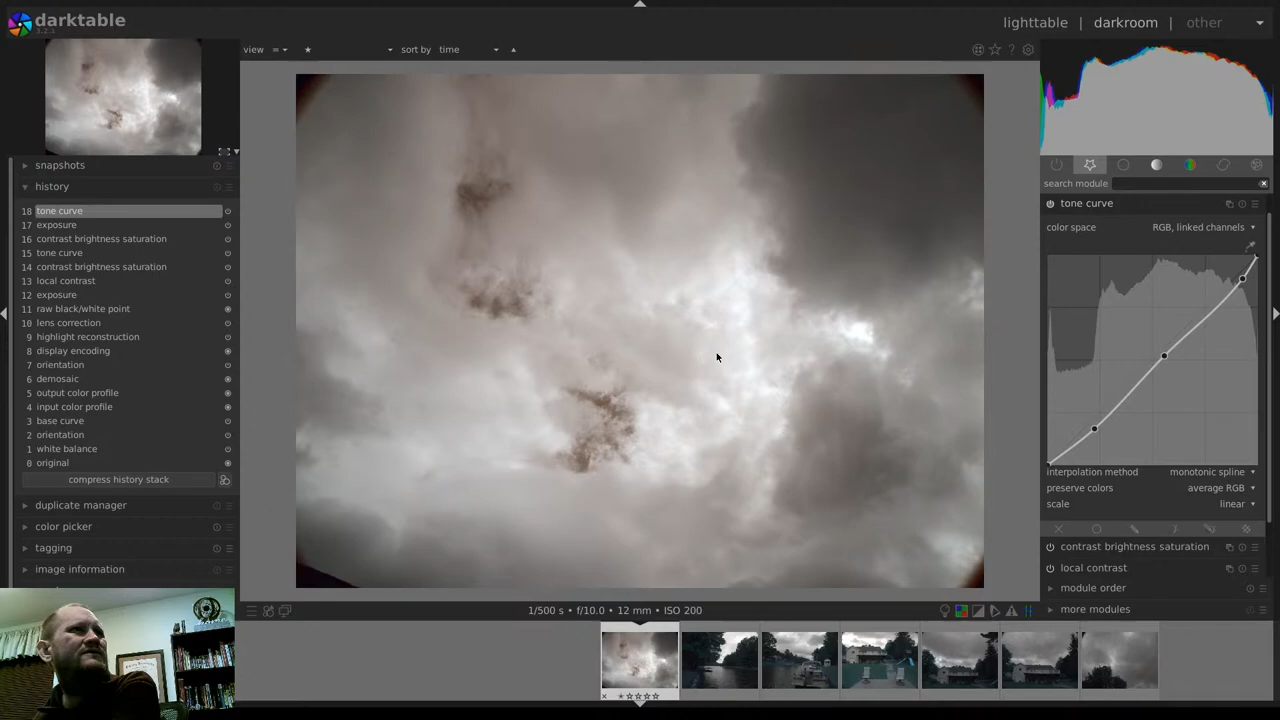 darktable
3.2.1
lighttable | darkroom | other
view
★
sort by time
snapshots
history
18 tone curve
17 exposure
16 contrast brightness saturation
15 tone curve
14 contrast brightness saturation
13 local contrast
12 exposure
11 raw black/white point
10 lens correction
9 highlight reconstruction
8 display encoding
7 orientation
6 demosaic
5 output color profile
4 input color profile
3 base curve
2 orientation
1 white balance
0 original
compress history stack
duplicate manager
color picker
tagging
image information
1/500 s • f/10.0 • 12 mm • ISO 200
search module
tone curve
color space RGB, linked channels
interpolation method monotonic spline
preserve colors average RGB
scale linear
contrast brightness saturation
local contrast
module order
more modules